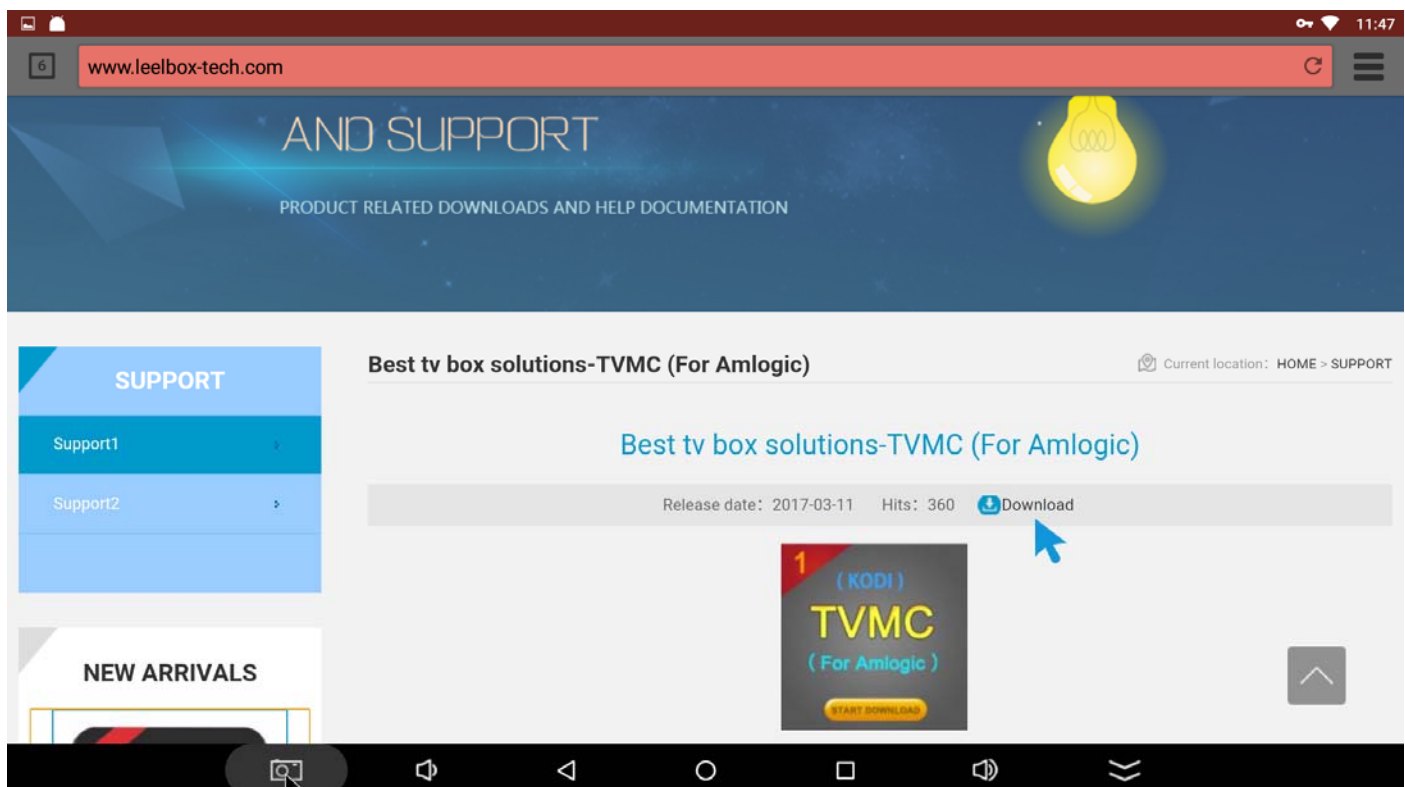 11:47
6
www.leelbox-tech.com
AND SUPPORT
PRODUCT RELATED DOWNLOADS AND HELP DOCUMENTATION
SUPPORT
Support1
Support2
NEW ARRIVALS
Best tv box solutions-TVMC (For Amlogic)
Current location: HOME > SUPPORT
Best tv box solutions-TVMC (For Amlogic)
Release date: 2017-03-11 Hits: 360 Download
1
( KODI )
TVMC
( For Amlogic )
START DOWNLOAD